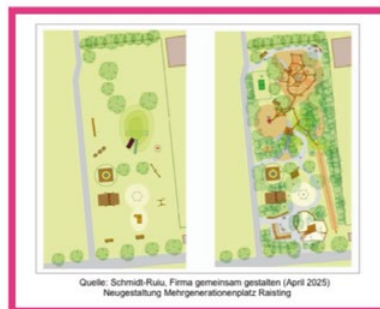 Quelle: Schmidt-Ruiu, Firma gemeinsam gestalten (April 2025)
Neugestaltung Mehrgenerationenplatz Raisting